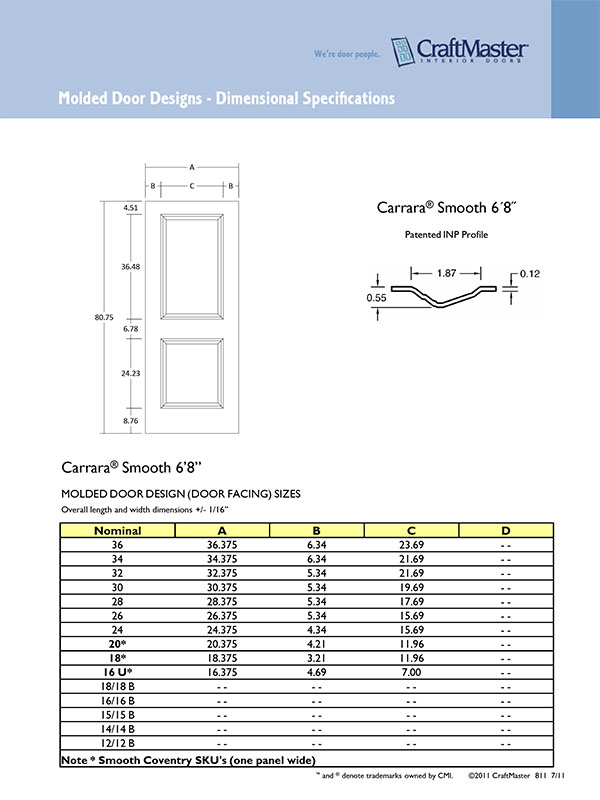 We're door people.
CraftMaster™
INTERIOR DOORS
Molded Door Designs - Dimensional Specifications
A
B C B
4.51
36.48
80.75
6.78
24.23
8.76
Carrara® Smooth 6´8˝
Patented INP Profile
1.87 0.12
0.55
Carrara® Smooth 6’8”
MOLDED DOOR DESIGN (DOOR FACING) SIZES
Overall length and width dimensions +/- 1/16”
Nominal A B C D
36 36.375 6.34 23.69 - -
34 34.375 6.34 21.69 - -
32 32.375 5.34 21.69 - -
30 30.375 5.34 19.69 - -
28 28.375 5.34 17.69 - -
26 26.375 5.34 15.69 - -
24 24.375 4.34 15.69 - -
20* 20.375 4.21 11.96 - -
18* 18.375 3.21 11.96 - -
16 U* 16.375 4.69 7.00 - -
18/18 B - - - - - - - -
16/16 B - - - - - - - -
15/15 B - - - - - - - -
14/14 B - - - - - - - -
12/12 B - - - - - - - -
Note * Smooth Coventry SKU's (one panel wide)
™ and ® denote trademarks owned by CMI. ©2011 CraftMaster 811 7/11